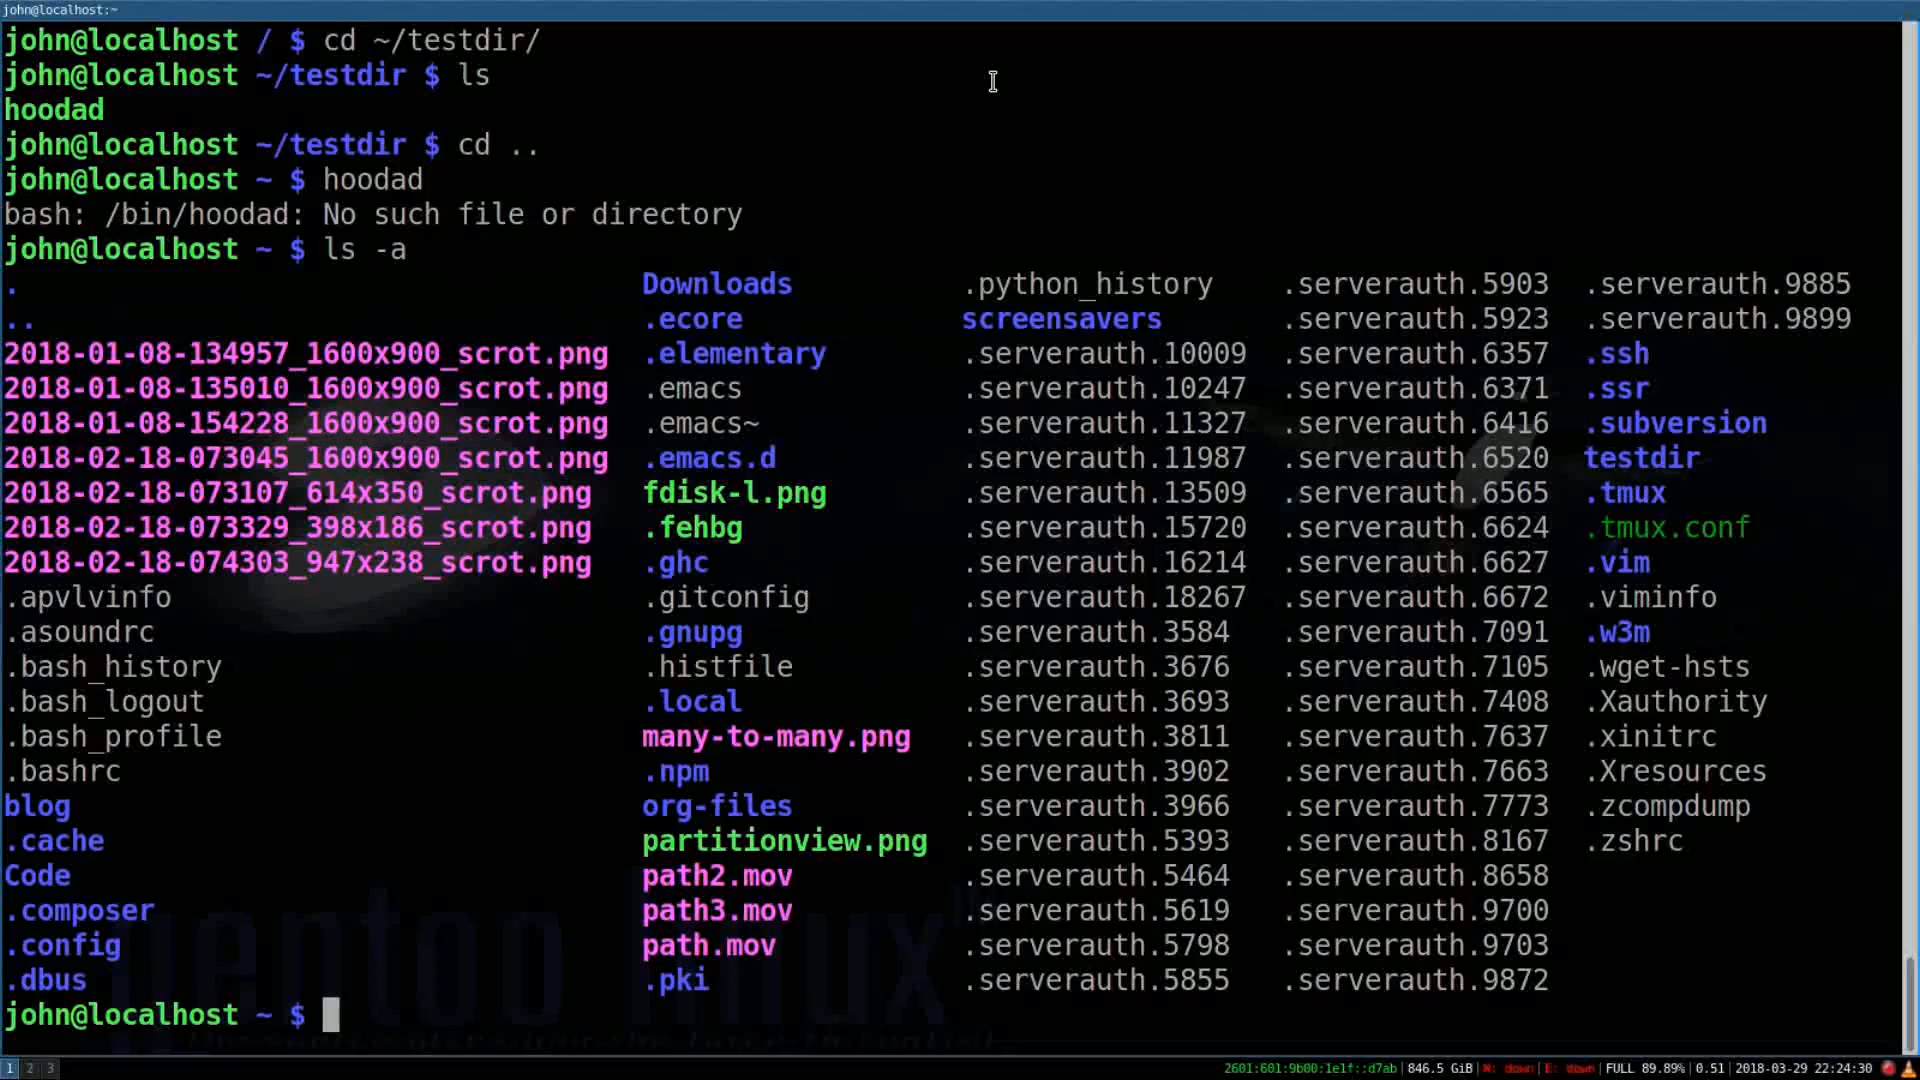 john@localhost:~
john@localhost / $ cd ~/testdir/
john@localhost ~/testdir $ ls
hoodad
john@localhost ~/testdir $ cd ..
john@localhost ~ $ hoodad
bash: /bin/hoodad: No such file or directory
john@localhost ~ $ ls -a
. Downloads .python_history .serverauth.5903 .serverauth.9885
.. .ecore screensavers .serverauth.5923 .serverauth.9899
2018-01-08-134957_1600x900_scrot.png .elementary .serverauth.10009 .serverauth.6357 .ssh
2018-01-08-135010_1600x900_scrot.png .emacs .serverauth.10247 .serverauth.6371 .ssr
2018-01-08-154228_1600x900_scrot.png .emacs~ .serverauth.11327 .serverauth.6416 .subversion
2018-02-18-073045_1600x900_scrot.png .emacs.d .serverauth.11987 .serverauth.6520 testdir
2018-02-18-073107_614x350_scrot.png fdisk-l.png .serverauth.13509 .serverauth.6565 .tmux
2018-02-18-073329_398x186_scrot.png .fehbg .serverauth.15720 .serverauth.6624 .tmux.conf
2018-02-18-074303_947x238_scrot.png .ghc .serverauth.16214 .serverauth.6627 .vim
.apvlvinfo .gitconfig .serverauth.18267 .serverauth.6672 .viminfo
.asoundrc .gnupg .serverauth.3584 .serverauth.7091 .w3m
.bash_history .histfile .serverauth.3676 .serverauth.7105 .wget-hsts
.bash_logout .local .serverauth.3693 .serverauth.7408 .Xauthority
.bash_profile many-to-many.png .serverauth.3811 .serverauth.7637 .xinitrc
.bashrc .npm .serverauth.3902 .serverauth.7663 .Xresources
blog org-files .serverauth.3966 .serverauth.7773 .zcompdump
.cache partitionview.png .serverauth.5393 .serverauth.8167 .zshrc
Code path2.mov .serverauth.5464 .serverauth.8658
.composer path3.mov .serverauth.5619 .serverauth.9700
.config path.mov .serverauth.5798 .serverauth.9703
.dbus .pki .serverauth.5855 .serverauth.9872
john@localhost ~ $
gentoo linux
1 2 3 2601:601:9b00:1e1f::d7ab|846.5 GiB|W: down|E: down|FULL 89.89%|0.51|2018-03-29 22:24:30